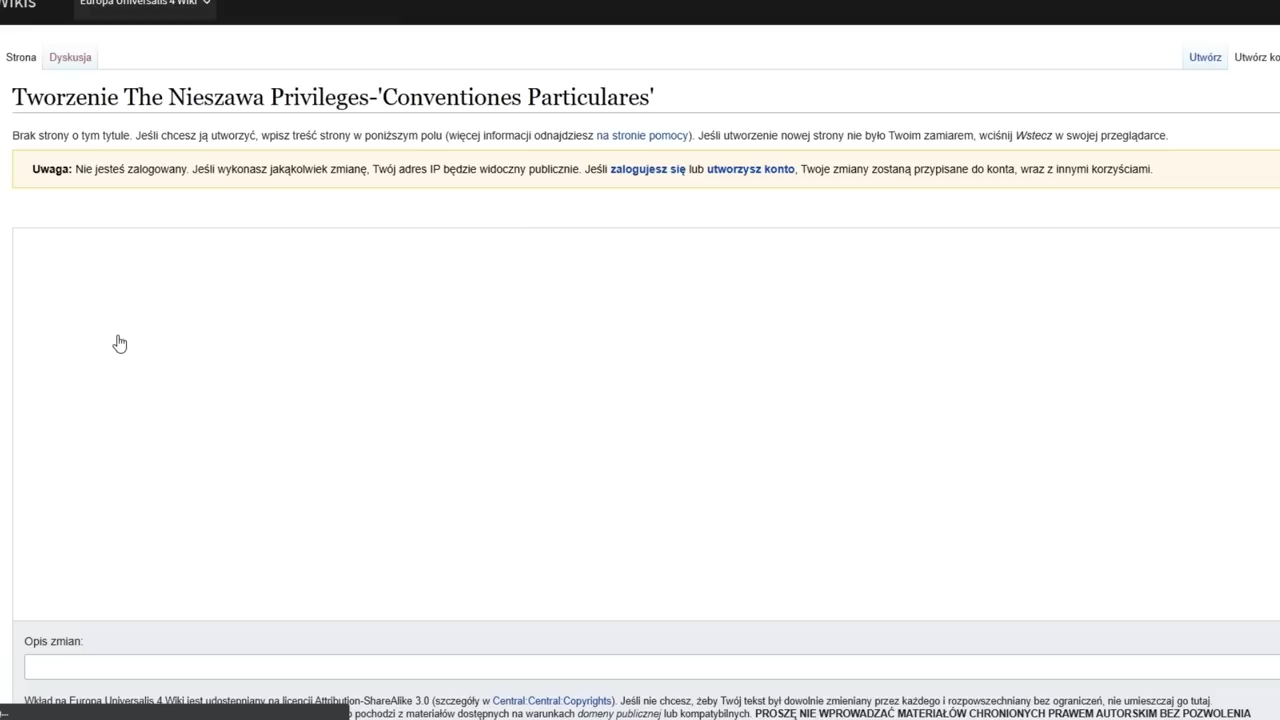 Wikis Europa Universalis 4 Wiki
Strona Dyskusja Utwórz Utwórz
Tworzenie The Nieszawa Privileges-'Conventiones Particulares'
Brak strony o tym tytule. Jeśli chcesz ją utworzyć, wpisz treść strony w poniższym polu (więcej informacji odnajdziesz na stronie pomocy). Jeśli utworzenie nowej strony nie było Twoim zamiarem, wciśnij Wstecz w swojej przeglądarce.
Uwaga: Nie jesteś zalogowany. Jeśli wykonasz jakąkolwiek zmianę, Twój adres IP będzie widoczny publicznie. Jeśli zalogujesz się lub utworzysz konto, Twoje zmiany zostaną przypisane do konta, wraz z innymi korzyściami.
Opis zmian:
Wkład na Europa Universalis 4 Wiki jest udostępniany na licencji Attribution-ShareAlike 3.0 (szczegóły w Central:Central:Copyrights). Jeśli nie chcesz, żeby Twój tekst był dowolnie zmieniany przez każdego i rozpowszechniany bez ograniczeń, nie umieszczaj go tutaj.
pochodzi z materiałów dostępnych na warunkach domeny publicznej lub kompatybilnych. PROSZĘ NIE WPROWADZAĆ MATERIAŁÓW CHRONIONYCH PRAWEM AUTORSKIM BEZ POZWOLENIA